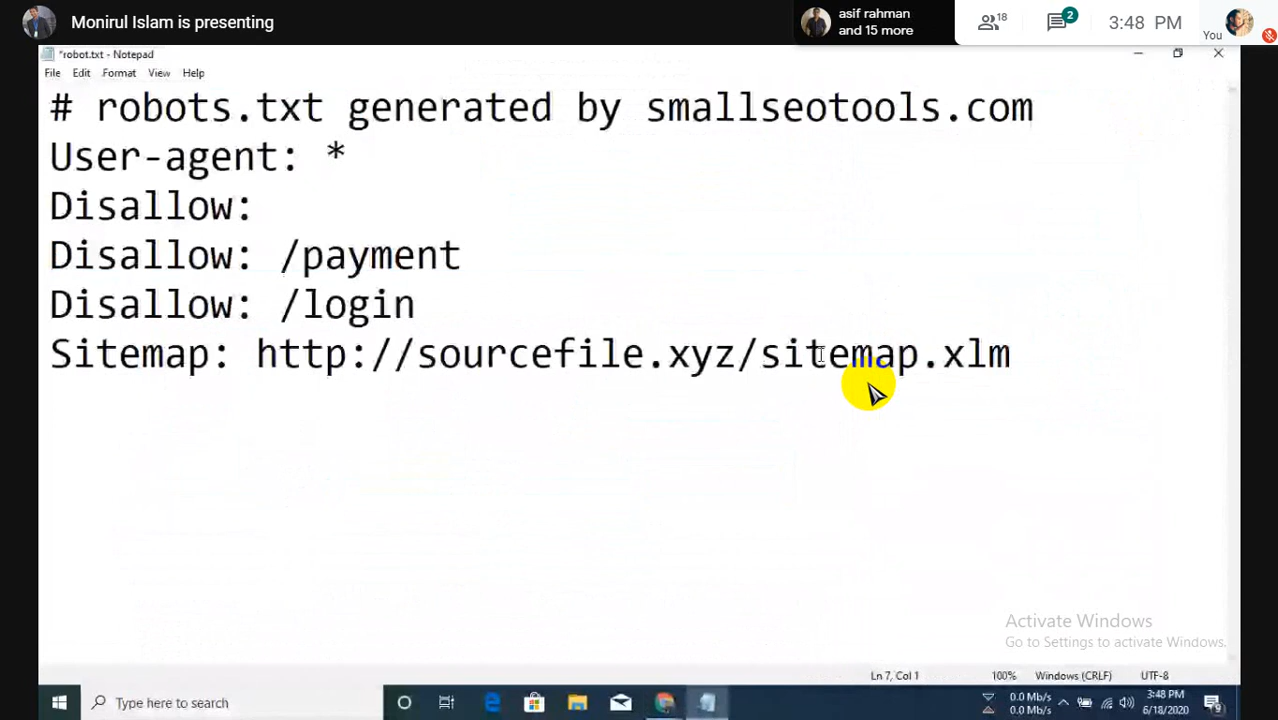 Monirul Islam is presenting
asif rahman
and 15 more
18
2
3:48 PM
You
*robot.txt - Notepad
File Edit Format View Help
# robots.txt generated by smallseotools.com
User-agent: *
Disallow:
Disallow: /payment
Disallow: /login
Sitemap: http://sourcefile.xyz/sitemap.xlm
Activate Windows
Go to Settings to activate Windows.
Ln 7, Col 1 100% Windows (CRLF) UTF-8
Type here to search
0.0 Mb/s
0.0 Mb/s
3:48 PM
6/18/2020